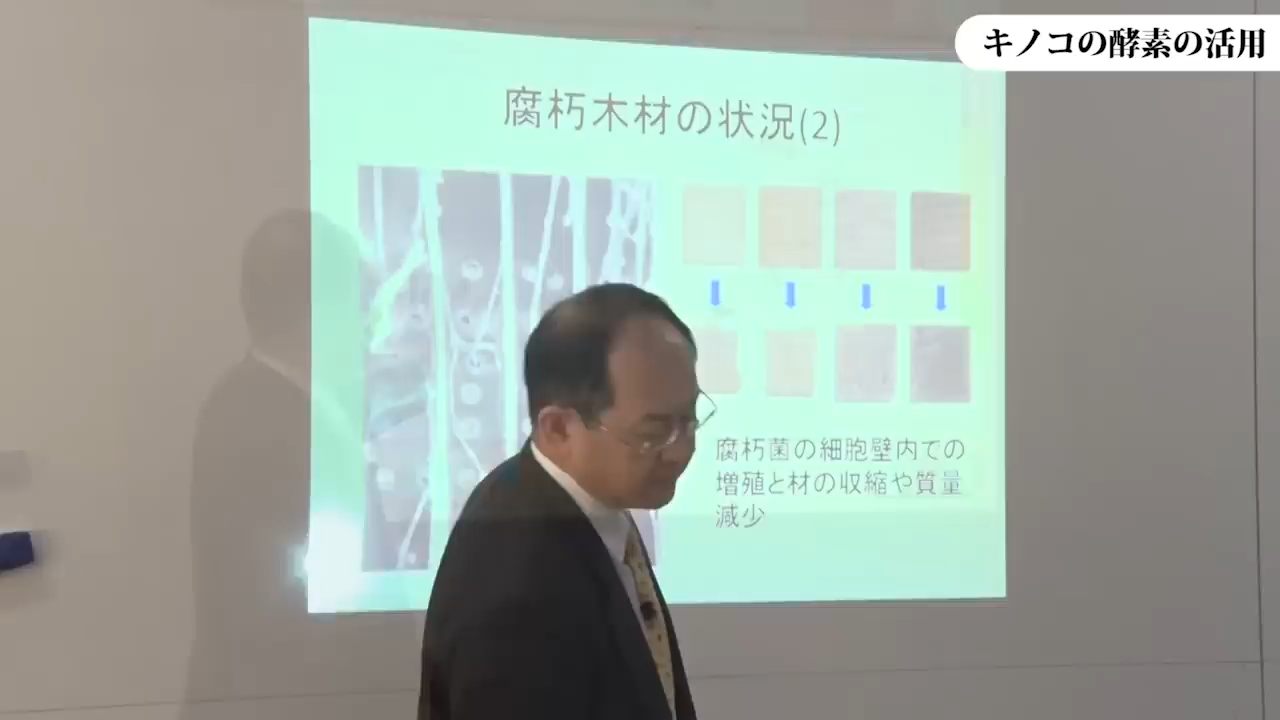 キノコの酵素の活用
腐朽木材の状況(2)
腐朽菌の細胞壁内での
増殖と材の収縮や質量
減少